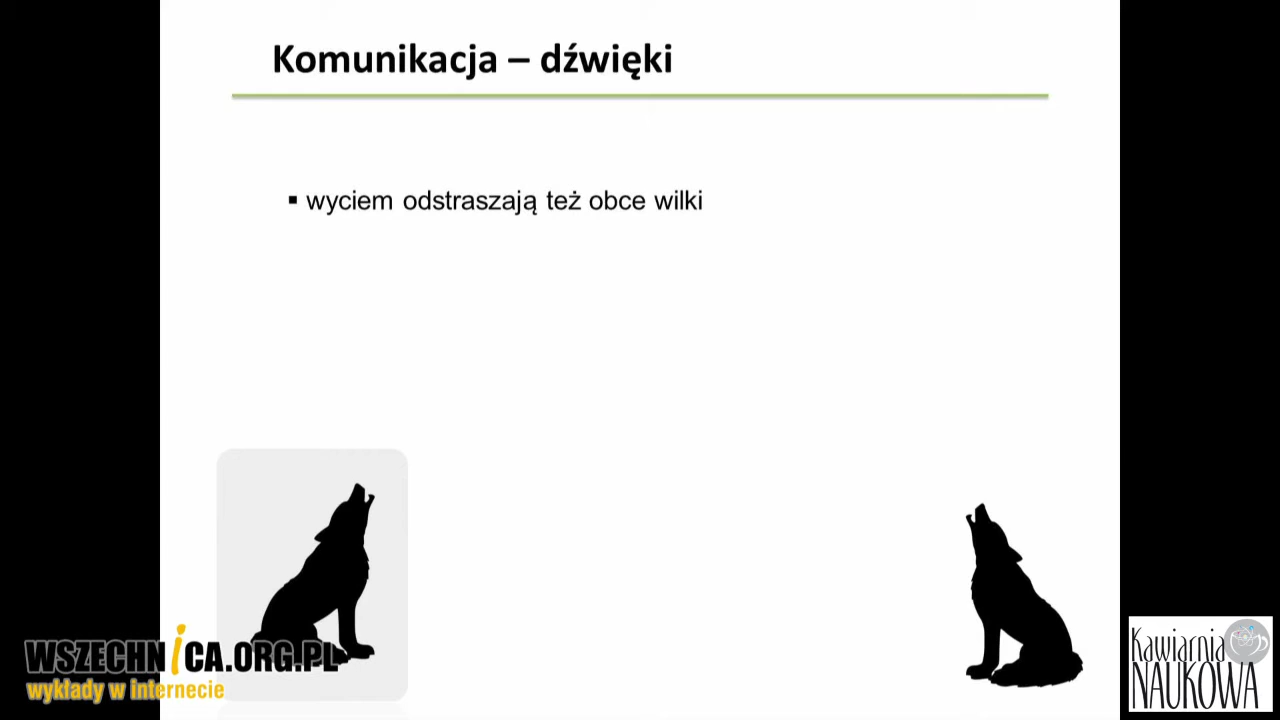 Komunikacja – dźwięki
▪ wyciem odstraszają też obce wilki
WSZECHNiCA.ORG.PL
wykłady w internecie
Kawiarnia
NAUKOWA